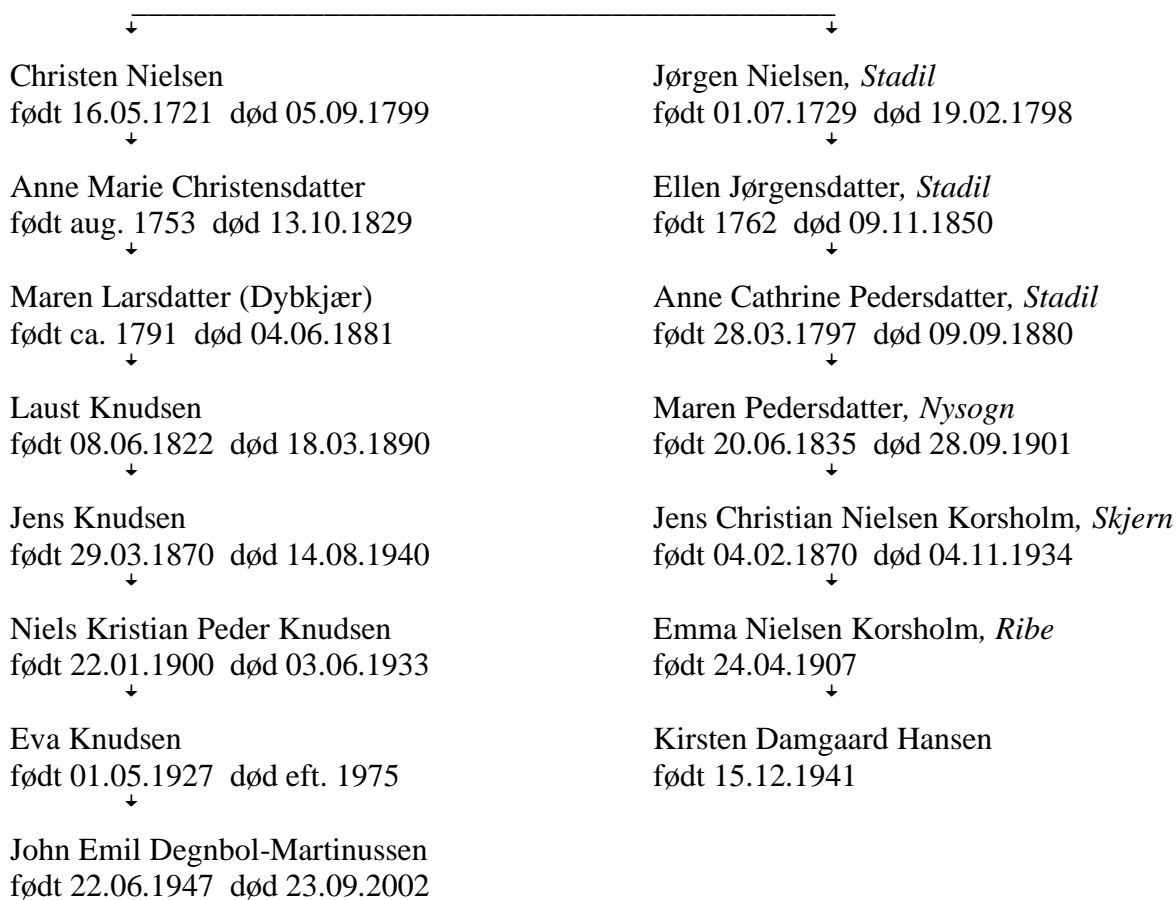 Christen Nielsen
født 16.05.1721 død 05.09.1799
Anne Marie Christensdatter
født aug. 1753 død 13.10.1829
Maren Larsdatter (Dybkjær)
født ca. 1791 død 04.06.1881
Laust Knudsen
født 08.06.1822 død 18.03.1890
Jens Knudsen
født 29.03.1870 død 14.08.1940
Niels Kristian Peder Knudsen
født 22.01.1900 død 03.06.1933
Eva Knudsen
født 01.05.1927 død eft. 1975
John Emil Degnbol-Martinussen
født 22.06.1947 død 23.09.2002
Jørgen Nielsen, Stadil
født 01.07.1729 død 19.02.1798
Ellen Jørgensdatter, Stadil
født 1762 død 09.11.1850
Anne Cathrine Pedersdatter, Stadil
født 28.03.1797 død 09.09.1880
Maren Pedersdatter, Nysogn
født 20.06.1835 død 28.09.1901
Jens Christian Nielsen Korsholm, Skjern
født 04.02.1870 død 04.11.1934
Emma Nielsen Korsholm, Ribe
født 24.04.1907
Kirsten Damgaard Hansen
født 15.12.1941